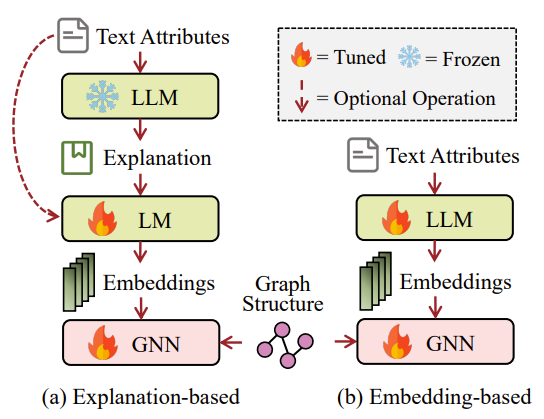 Text Attributes
LLM
Explanation
LM
Embeddings
GNN
(a) Explanation-based
Graph
Structure
= Tuned = Frozen
= Optional Operation
Text Attributes
LLM
Embeddings
GNN
(b) Embedding-based